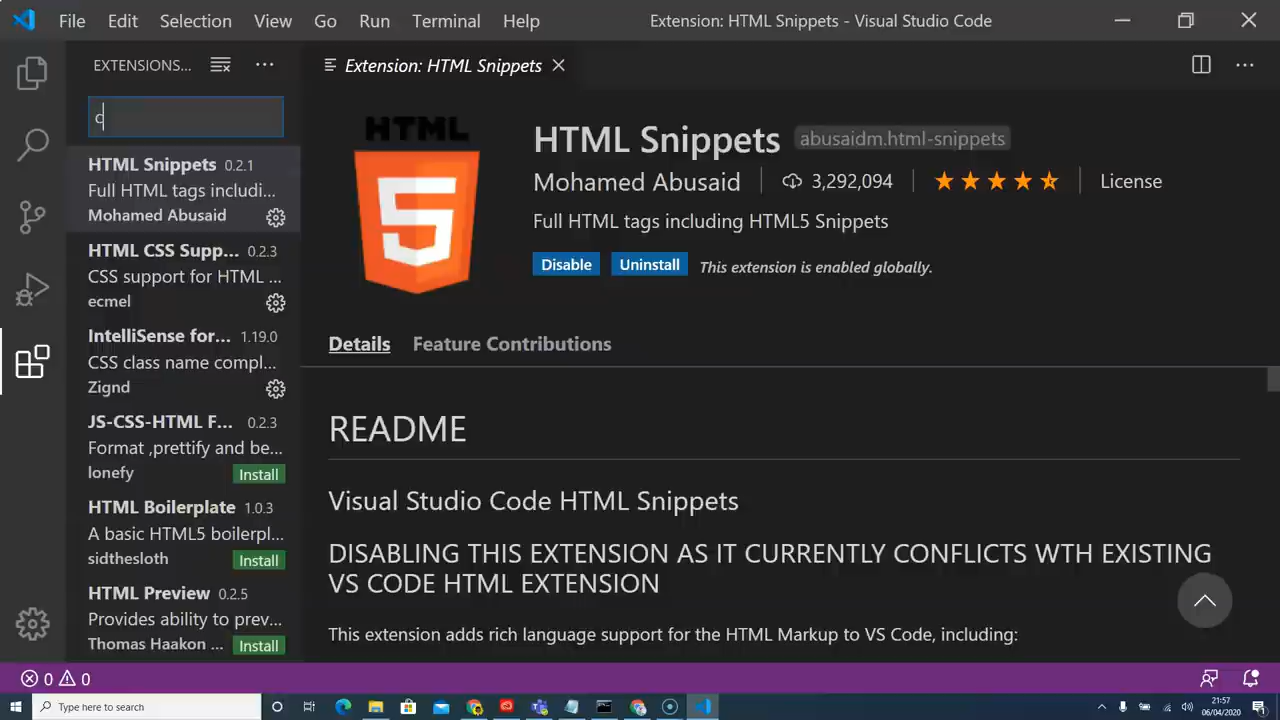 File Edit Selection View Go Run Terminal Help
Extension: HTML Snippets - Visual Studio Code
EXTENSIONS...
c
HTML Snippets 0.2.1
Full HTML tags includi...
Mohamed Abusaid
HTML CSS Supp... 0.2.3
CSS support for HTML ...
ecmel
IntelliSense for... 1.19.0
CSS class name compl...
Zignd
JS-CSS-HTML F... 0.2.3
Format ,prettify and be...
lonefy Install
HTML Boilerplate 1.0.3
A basic HTML5 boilerpl...
sidthesloth Install
HTML Preview 0.2.5
Provides ability to prev...
Thomas Haakon ... Install
Extension: HTML Snippets
HTML
5
HTML Snippets abusaidm.html-snippets
Mohamed Abusaid 3,292,094 License
Full HTML tags including HTML5 Snippets
Disable Uninstall This extension is enabled globally.
Details Feature Contributions
README
Visual Studio Code HTML Snippets
DISABLING THIS EXTENSION AS IT CURRENTLY CONFLICTS WTH EXISTING
VS CODE HTML EXTENSION
This extension adds rich language support for the HTML Markup to VS Code, including:
0 0
Type here to search
21:57
06/04/2020